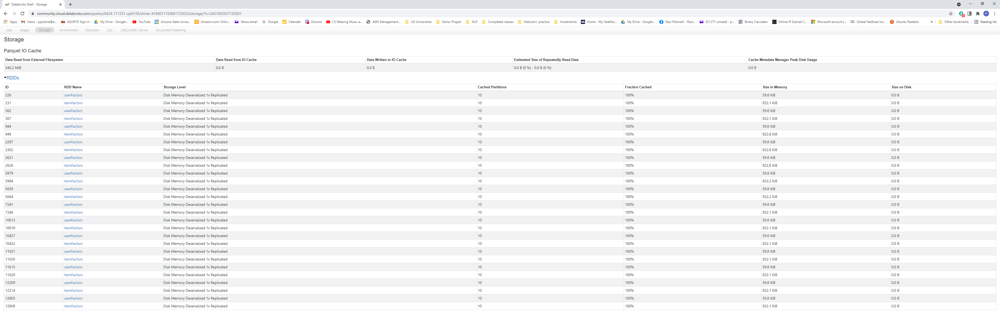 Databricks Shell - Storage
community.cloud.databricks.com/sparkui/0424-171331-spilt136/driver-4196011150841733633/storage/?o=2421692027120581
Apps Inbox - ppolsine@a... ASURITE Sign-In My Drive - Google... YouTube Arizona State Unive... Amazon.com: Onlin... Yahoo email Google Calendar Discord (1) Relaxing Music a... AWS Management... UK Universities Senior Project NLP Completed classes Network+ practice Investments Home - My Healthe... My Drive - Google... Paul Polsinelli - Paul... (51,271 unread) - p... Binary Calculator Online IP Subnet C... Microsoft account |... Global NetAcad Ins... Ubuntu Pastebin » Other bookmarks Reading list
Jobs Stages Storage Environment Executors SQL JDBC/ODBC Server Structured Streaming
Storage
Parquet IO Cache
Data Read from External Filesystem Data Read from IO Cache Data Written to IO Cache Estimated Size of Repeatedly Read Data Cache Metadata Manager Peak Disk Usage
340.2 MiB 0.0 B 0.0 B 0.0 B (0 %) - 0.0 B (0 %) 0.0 B
RDDs
ID RDD Name Storage Level Cached Partitions Fraction Cached Size in Memory Size on Disk
226 userFactors Disk Memory Deserialized 1x Replicated 10 100% 59.8 KiB 0.0 B
231 itemFactors Disk Memory Deserialized 1x Replicated 10 100% 832.1 KiB 0.0 B
362 userFactors Disk Memory Deserialized 1x Replicated 10 100% 59.8 KiB 0.0 B
367 itemFactors Disk Memory Deserialized 1x Replicated 10 100% 832.1 KiB 0.0 B
944 userFactors Disk Memory Deserialized 1x Replicated 10 100% 59.8 KiB 0.0 B
949 itemFactors Disk Memory Deserialized 1x Replicated 10 100% 822.8 KiB 0.0 B
2297 userFactors Disk Memory Deserialized 1x Replicated 10 100% 59.8 KiB 0.0 B
2302 itemFactors Disk Memory Deserialized 1x Replicated 10 100% 822.8 KiB 0.0 B
2621 userFactors Disk Memory Deserialized 1x Replicated 10 100% 59.8 KiB 0.0 B
2626 itemFactors Disk Memory Deserialized 1x Replicated 10 100% 822.8 KiB 0.0 B
3979 userFactors Disk Memory Deserialized 1x Replicated 10 100% 59.8 KiB 0.0 B
3984 itemFactors Disk Memory Deserialized 1x Replicated 10 100% 832.2 KiB 0.0 B
5659 userFactors Disk Memory Deserialized 1x Replicated 10 100% 59.8 KiB 0.0 B
5664 itemFactors Disk Memory Deserialized 1x Replicated 10 100% 832.2 KiB 0.0 B
7241 userFactors Disk Memory Deserialized 1x Replicated 10 100% 59.8 KiB 0.0 B
7246 itemFactors Disk Memory Deserialized 1x Replicated 10 100% 832.1 KiB 0.0 B
10013 userFactors Disk Memory Deserialized 1x Replicated 10 100% 59.8 KiB 0.0 B
10018 itemFactors Disk Memory Deserialized 1x Replicated 10 100% 832.1 KiB 0.0 B
10427 userFactors Disk Memory Deserialized 1x Replicated 10 100% 59.8 KiB 0.0 B
10432 itemFactors Disk Memory Deserialized 1x Replicated 10 100% 832.1 KiB 0.0 B
11021 userFactors Disk Memory Deserialized 1x Replicated 10 100% 59.8 KiB 0.0 B
11026 itemFactors Disk Memory Deserialized 1x Replicated 10 100% 832.1 KiB 0.0 B
11615 userFactors Disk Memory Deserialized 1x Replicated 10 100% 59.8 KiB 0.0 B
11620 itemFactors Disk Memory Deserialized 1x Replicated 10 100% 832.1 KiB 0.0 B
12209 userFactors Disk Memory Deserialized 1x Replicated 10 100% 59.8 KiB 0.0 B
12214 itemFactors Disk Memory Deserialized 1x Replicated 10 100% 832.1 KiB 0.0 B
12803 userFactors Disk Memory Deserialized 1x Replicated 10 100% 59.8 KiB 0.0 B
12808 itemFactors Disk Memory Deserialized 1x Replicated 10 100% 832.1 KiB 0.0 B